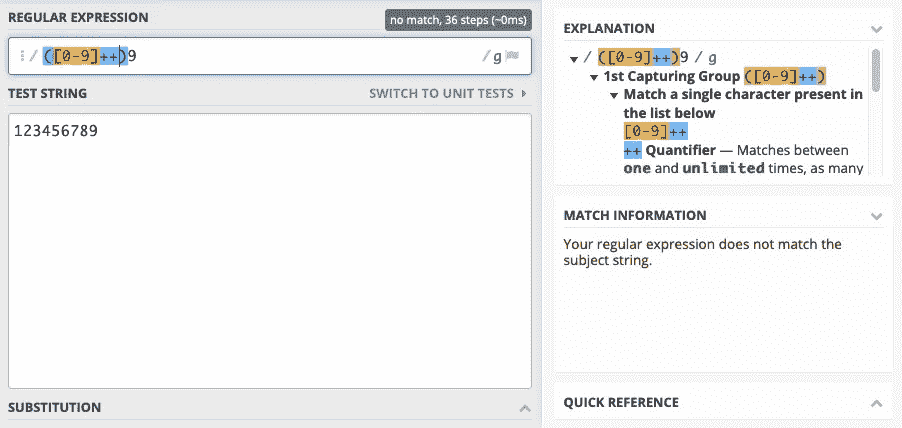 REGULAR EXPRESSION
no match, 36 steps (~0ms)
/ ([0-9]++)9
/ g
TEST STRING
SWITCH TO UNIT TESTS
123456789
SUBSTITUTION
EXPLANATION
/ ([0-9]++)9 / g
1st Capturing Group ([0-9]++)
Match a single character present in
the list below
[0-9]++
++ Quantifier — Matches between
one and unlimited times, as many
MATCH INFORMATION
Your regular expression does not match the
subject string.
QUICK REFERENCE